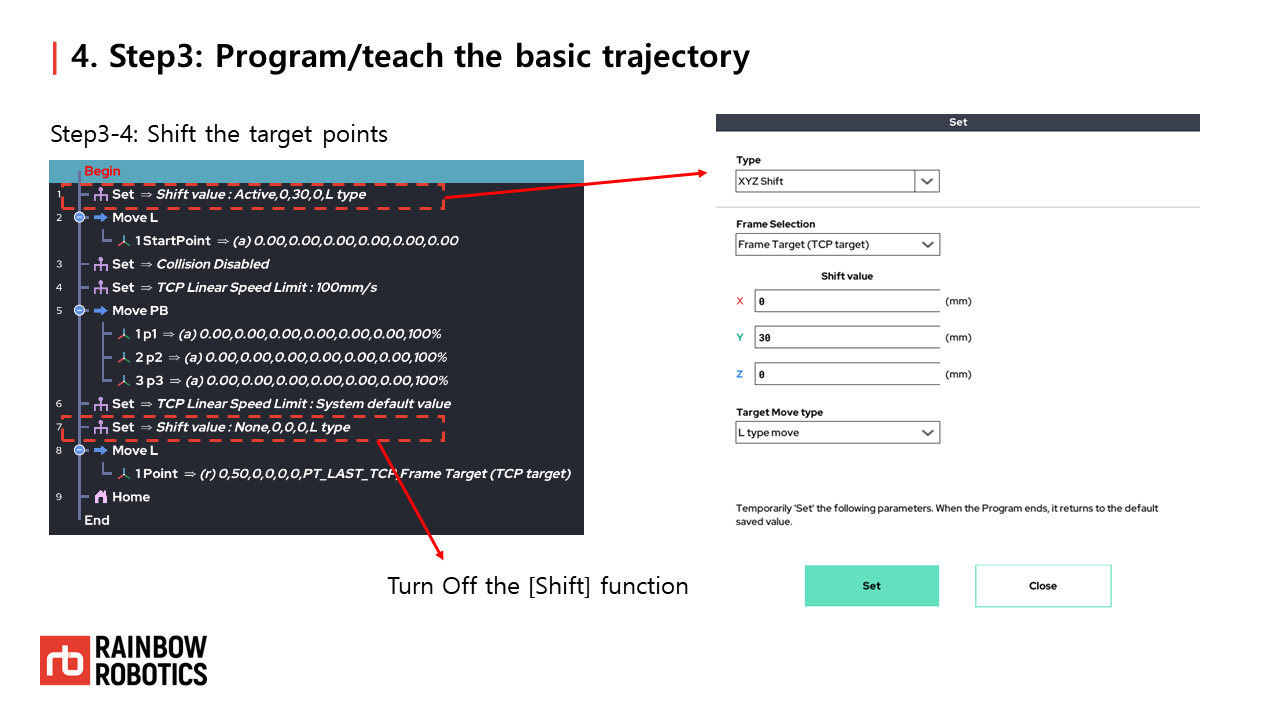 4. Step3: Program/teach the basic trajectory
Step3-4: Shift the target points
Begin
1 Set ⇒ Shift value : Active,0,30,0,L type
2 Move L
1 StartPoint ⇒ (a) 0.00,0.00,0.00,0.00,0.00,0.00
3 Set ⇒ Collision Disabled
4 Set ⇒ TCP Linear Speed Limit : 100mm/s
5 Move PB
1 p1 ⇒ (a) 0.00,0.00,0.00,0.00,0.00,0.00,100%
2 p2 ⇒ (a) 0.00,0.00,0.00,0.00,0.00,0.00,100%
3 p3 ⇒ (a) 0.00,0.00,0.00,0.00,0.00,0.00,100%
6 Set ⇒ TCP Linear Speed Limit : System default value
7 Set ⇒ Shift value : None,0,0,0,L type
8 Move L
1 Point ⇒ (r) 0,50,0,0,0,0,PT_LAST_TCP,Frame Target (TCP target)
9 Home
End
Turn Off the [Shift] function
Set
Type
XYZ Shift
Frame Selection
Frame Target (TCP target)
Shift value
X 0 (mm)
Y 30 (mm)
Z 0 (mm)
Target Move type
L type move
Temporarily 'Set' the following parameters. When the Program ends, it returns to the default
saved value.
Set
Close
rb
RAINBOW
ROBOTICS